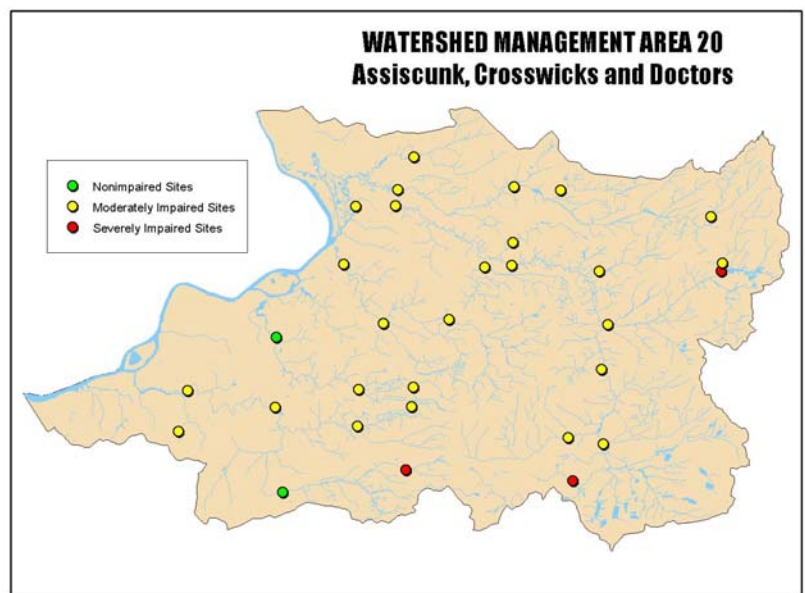 WATERSHED MANAGEMENT AREA 20
Assiscunk, Crosswicks and Doctors
Nonimpaired Sites
Moderately Impaired Sites
Severely Impaired Sites